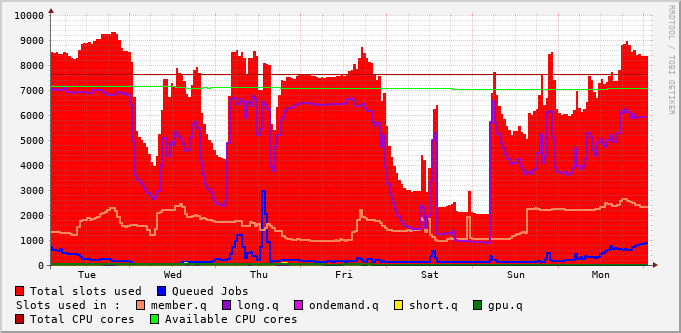 10000
9000
8000
7000
6000
5000
4000
3000
2000
1000
0
Tue Wed Thu Fri Sat Sun Mon
RRDTOOL / TOBI OETIKER
Total slots used Queued Jobs
Slots used in : member.q long.q ondemand.q short.q gpu.q
Total CPU cores Available CPU cores